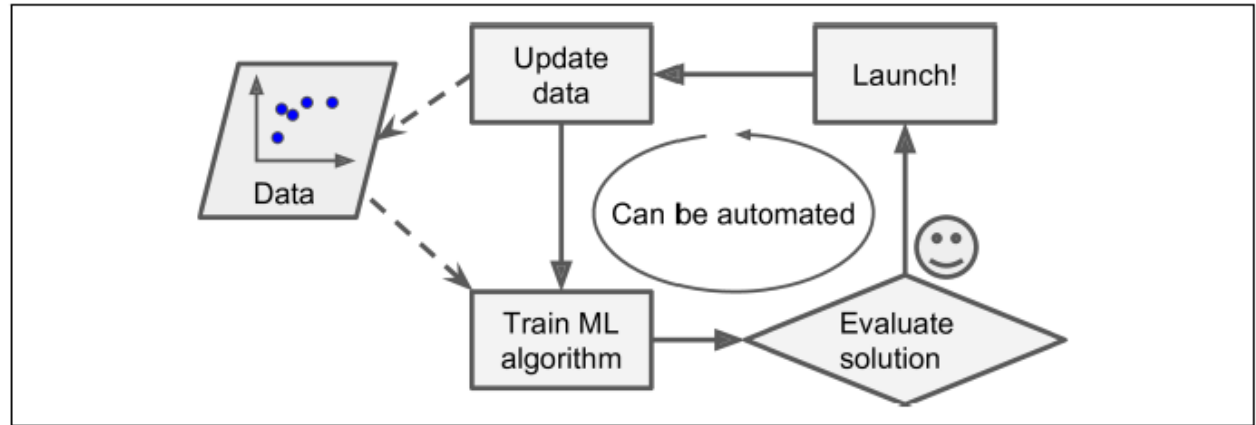 Update
data
Launch!
Data
Can be automated
Train ML
algorithm
Evaluate
solution